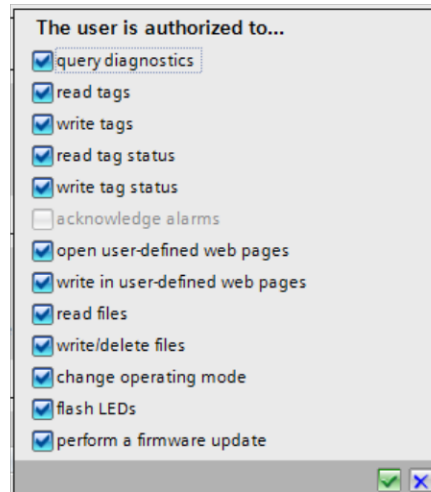 The user is authorized to...
query diagnostics
read tags
write tags
read tag status
write tag status
acknowledge alarms
open user-defined web pages
write in user-defined web pages
read files
write/delete files
change operating mode
flash LEDs
perform a firmware update